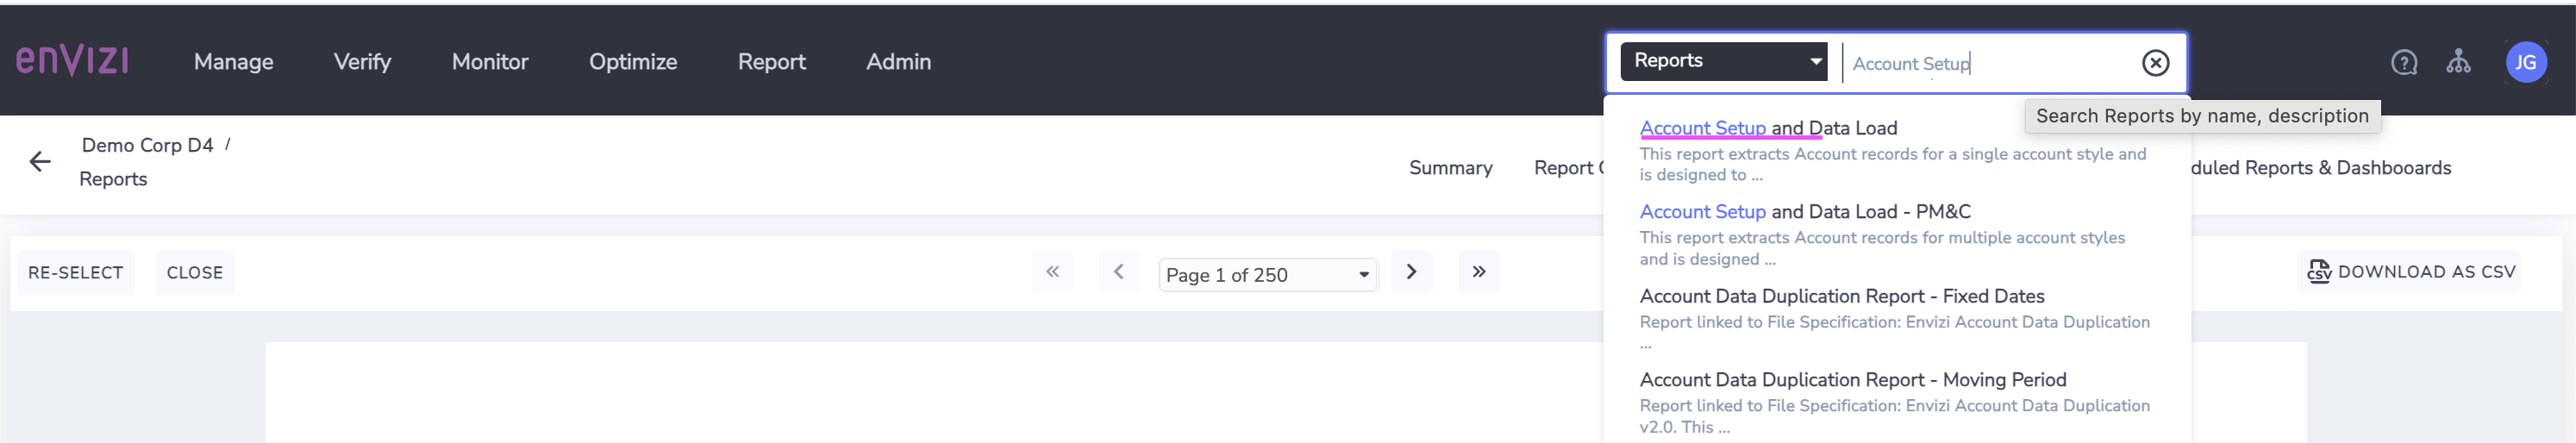 enVIZI
Manage
Verify
Monitor
Optimize
Report
Admin
Reports
Account Setup
JG
Search Reports by name, description
Demo Corp D4 /
Reports
Summary
Report
duled Reports & Dashbooards
Account Setup and Data Load
This report extracts Account records for a single account style and
is designed to ...
Account Setup and Data Load - PM&C
This report extracts Account records for multiple account styles
and is designed ...
Account Data Duplication Report - Fixed Dates
Report linked to File Specification: Envizi Account Data Duplication
...
Account Data Duplication Report - Moving Period
Report linked to File Specification: Envizi Account Data Duplication
v2.0. This ...
RE-SELECT
CLOSE
Page 1 of 250
CSV
DOWNLOAD AS CSV